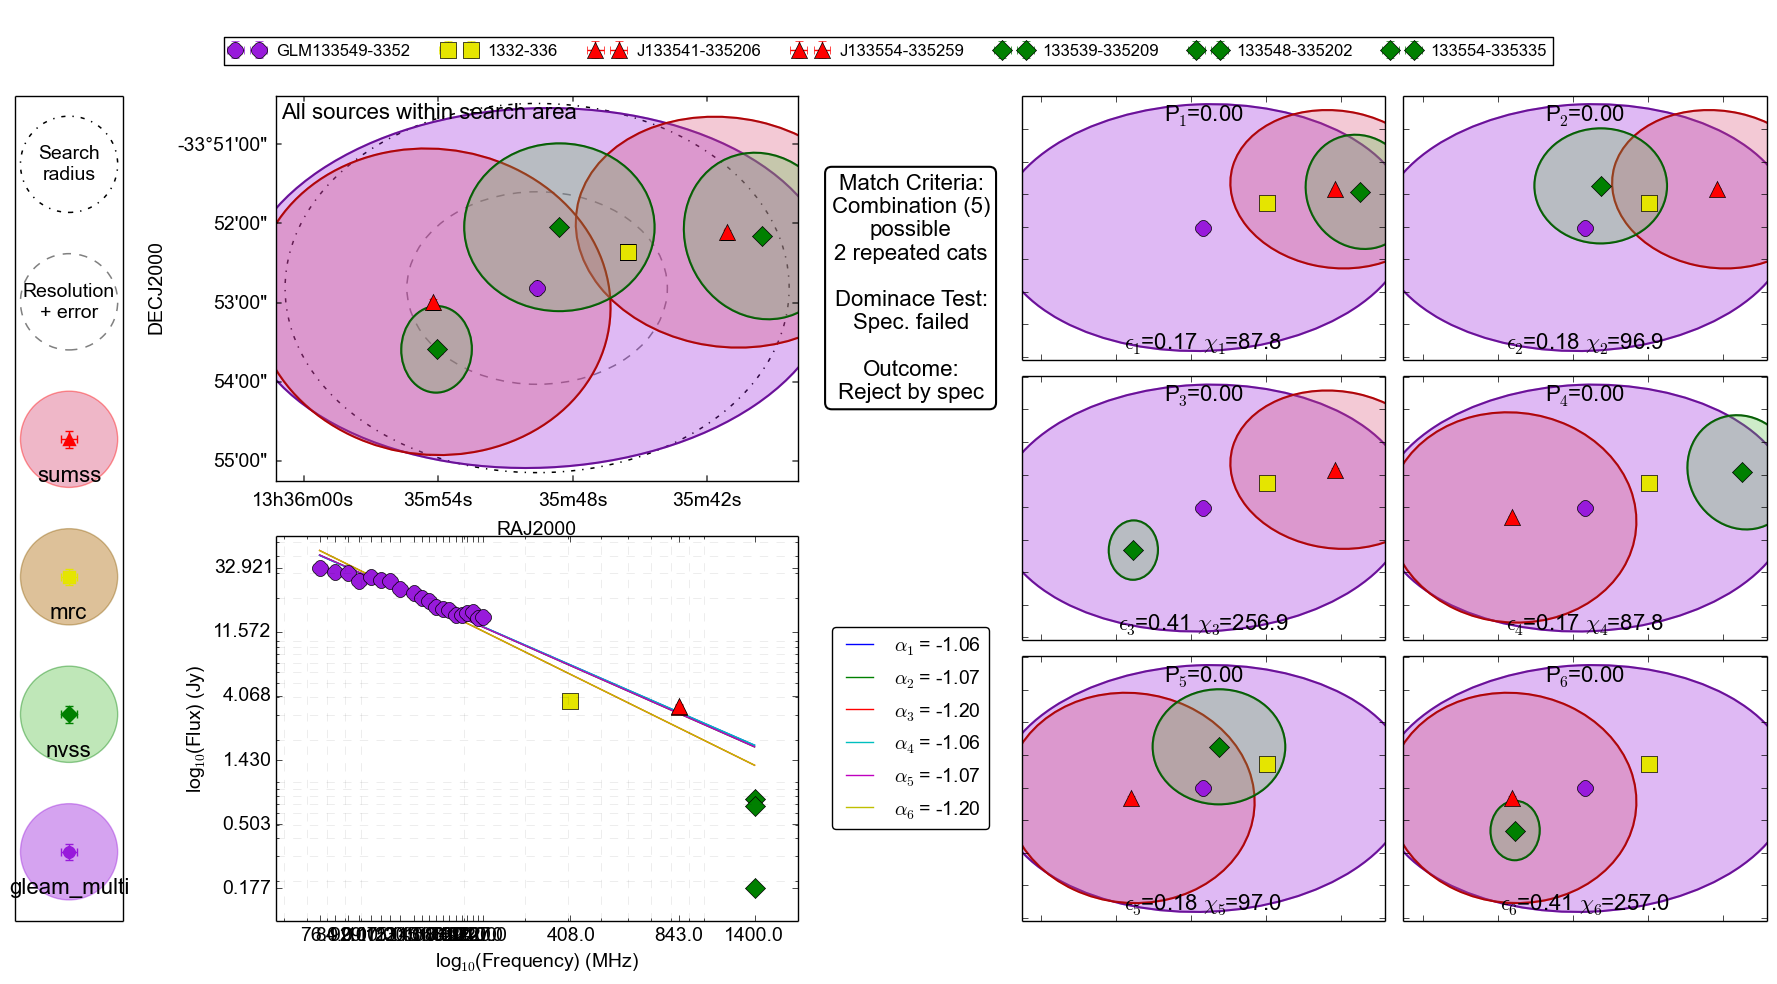 GLM133549-3352 1332-336 J133541-335206 J133554-335259 133539-335209 133548-335202 133554-335335
Search
radius
Resolution
+ error
sumss
mrc
nvss
gleam_multi
All sources within search area
DECJ2000
-33°51'00"
52'00"
53'00"
54'00"
55'00"
13h36m00s 35m54s 35m48s 35m42s
RAJ2000
Match Criteria:
Combination (5)
possible
2 repeated cats
Dominace Test:
Spec. failed
Outcome:
Reject by spec
log₁₀(Flux) (Jy)
32.921
11.572
4.068
1.430
0.503
0.177
408.0 843.0 1400.0
log₁₀(Frequency) (MHz)
α₁ = -1.06
α₂ = -1.07
α₃ = -1.20
α₄ = -1.06
α₅ = -1.07
α₆ = -1.20
P₁=0.00
ϵ₁=0.17 χ₁=87.8
P₂=0.00
ϵ₂=0.18 χ₂=96.9
P₃=0.00
ϵ₃=0.41 χ₃=256.9
P₄=0.00
ϵ₄=0.17 χ₄=87.8
P₅=0.00
ϵ₅=0.18 χ₅=97.0
P₆=0.00
ϵ₆=0.41 χ₆=257.0